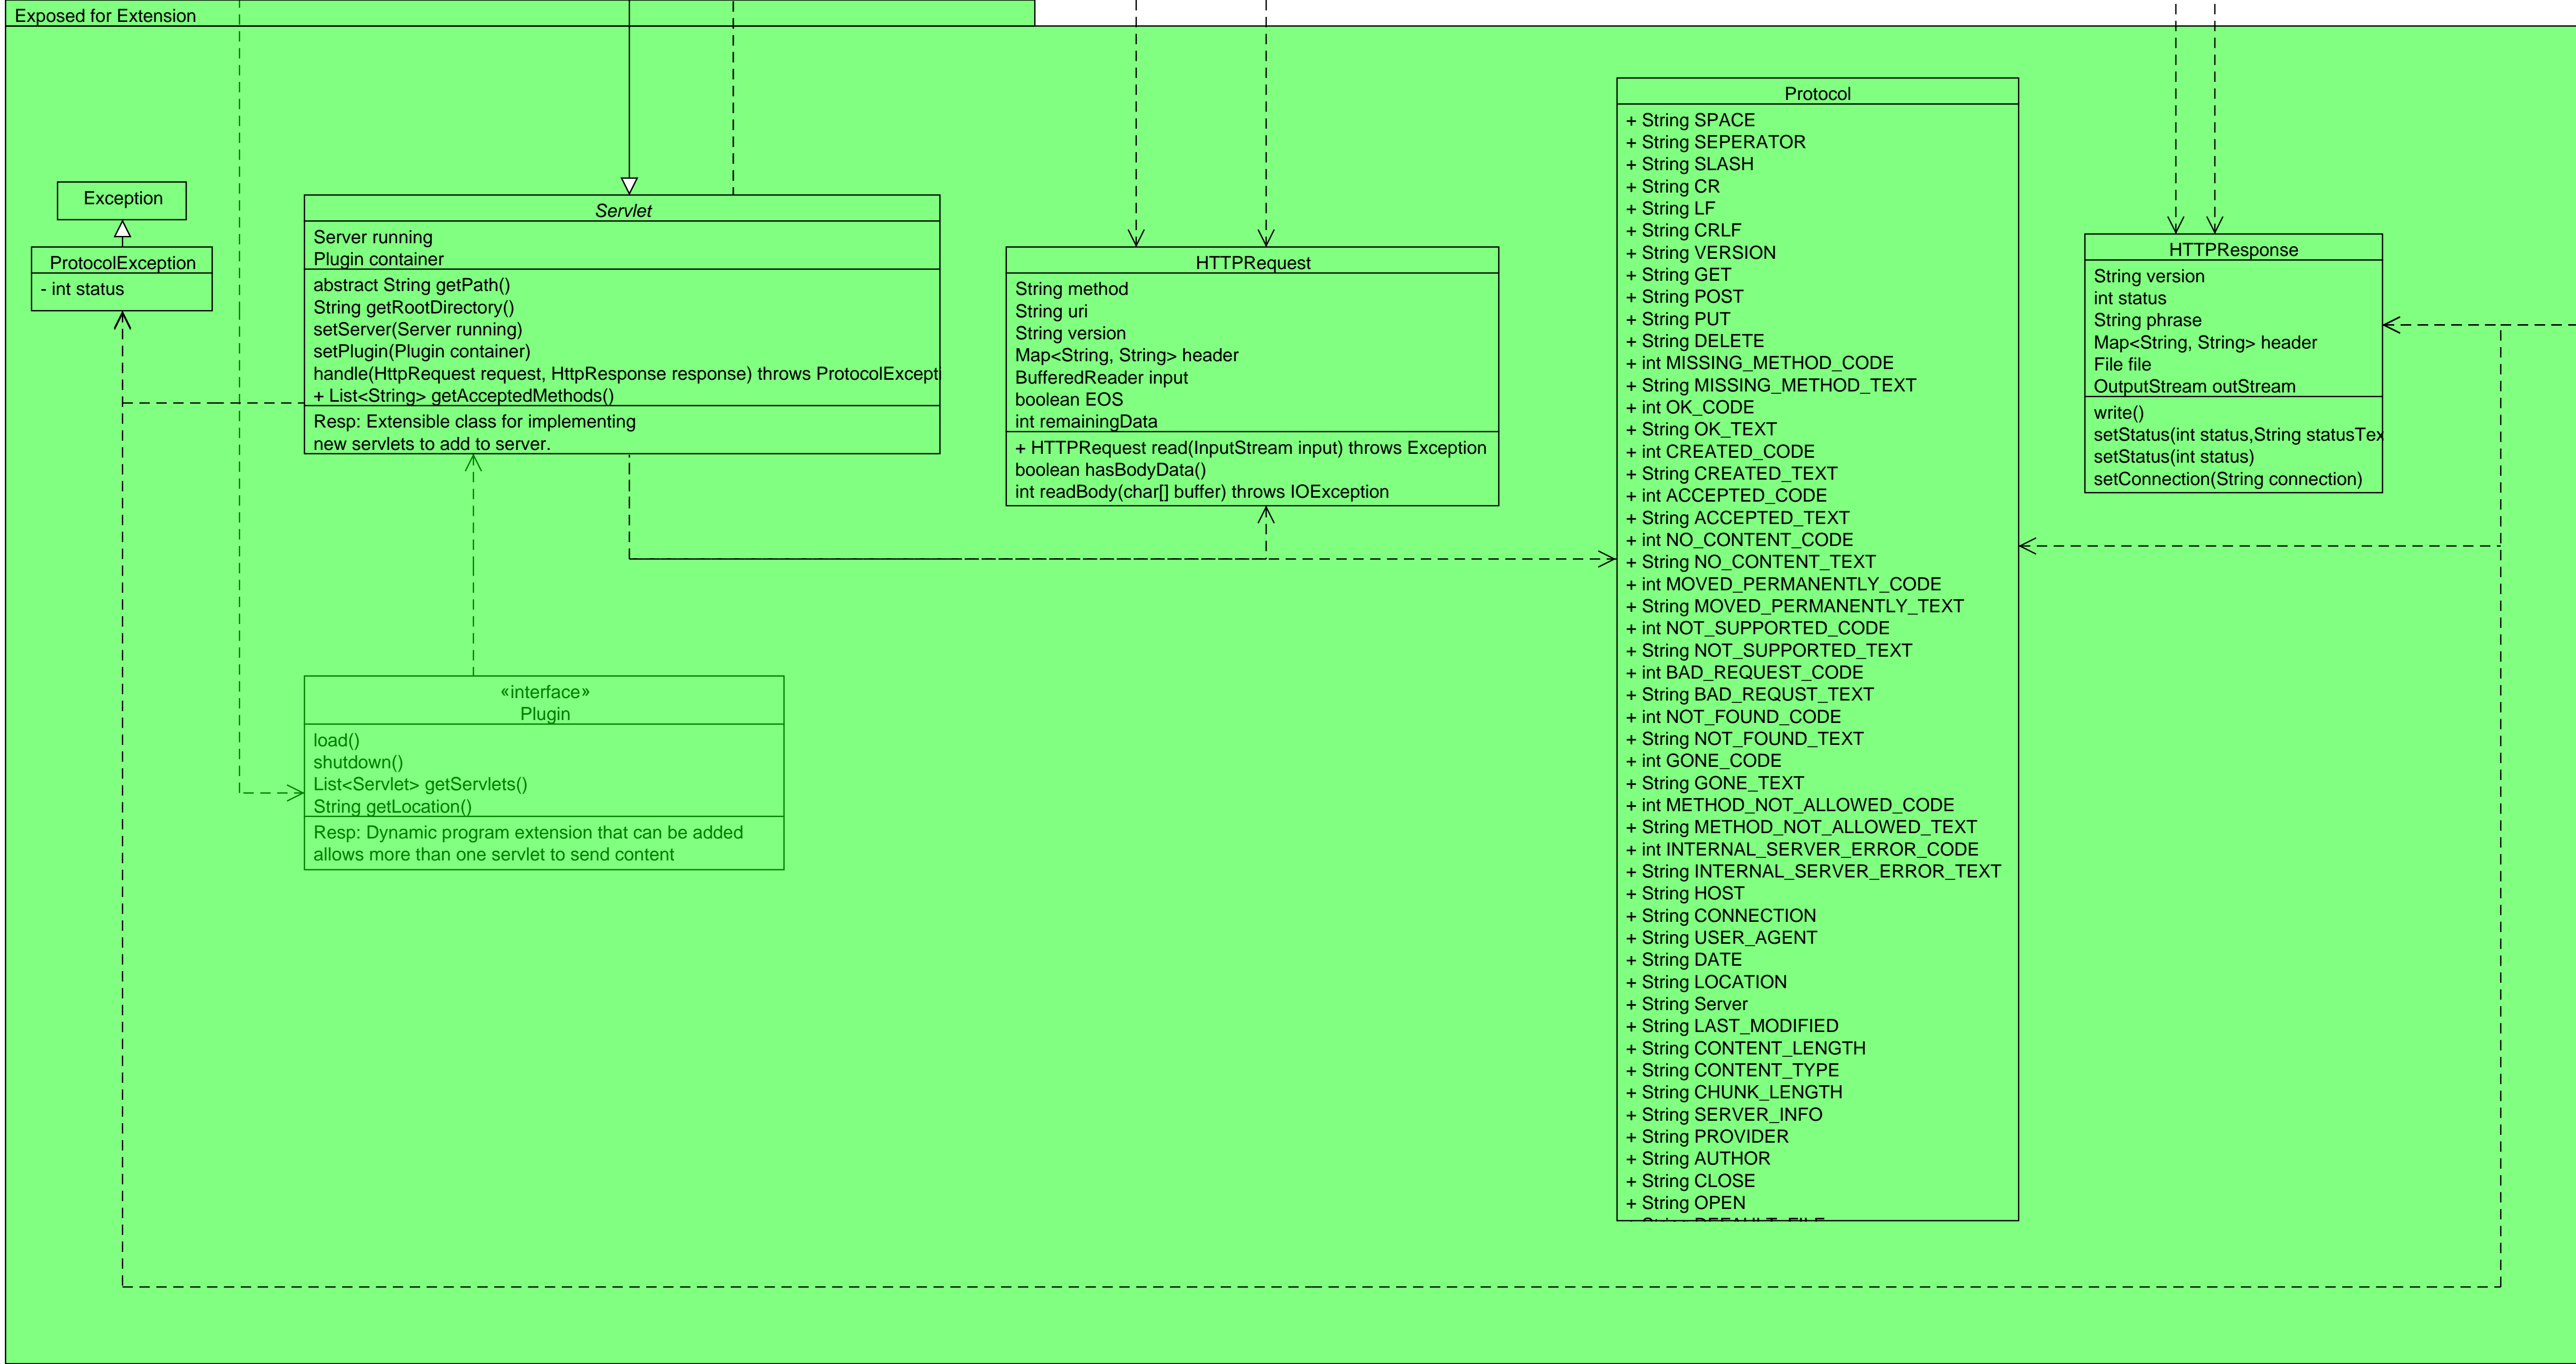 Exposed for Extension
Exception
ProtocolException
- int status
Servlet
Server running
Plugin container
abstract String getPath()
String getRootDirectory()
setServer(Server running)
setPlugin(Plugin container)
handle(HttpRequest request, HttpResponse response) throws ProtocolExcepti
+ List<String> getAcceptedMethods()
Resp: Extensible class for implementing
new servlets to add to server.
«interface»
Plugin
load()
shutdown()
List<Servlet> getServlets()
String getLocation()
Resp: Dynamic program extension that can be added
allows more than one servlet to send content
HTTPRequest
String method
String uri
String version
Map<String, String> header
BufferedReader input
boolean EOS
int remainingData
+ HTTPRequest read(InputStream input) throws Exception
boolean hasBodyData()
int readBody(char[] buffer) throws IOException
Protocol
+ String SPACE
+ String SEPERATOR
+ String SLASH
+ String CR
+ String LF
+ String CRLF
+ String VERSION
+ String GET
+ String POST
+ String PUT
+ String DELETE
+ int MISSING_METHOD_CODE
+ String MISSING_METHOD_TEXT
+ int OK_CODE
+ String OK_TEXT
+ int CREATED_CODE
+ String CREATED_TEXT
+ int ACCEPTED_CODE
+ String ACCEPTED_TEXT
+ int NO_CONTENT_CODE
+ String NO_CONTENT_TEXT
+ int MOVED_PERMANENTLY_CODE
+ String MOVED_PERMANENTLY_TEXT
+ int NOT_SUPPORTED_CODE
+ String NOT_SUPPORTED_TEXT
+ int BAD_REQUEST_CODE
+ String BAD_REQUST_TEXT
+ int NOT_FOUND_CODE
+ String NOT_FOUND_TEXT
+ int GONE_CODE
+ String GONE_TEXT
+ int METHOD_NOT_ALLOWED_CODE
+ String METHOD_NOT_ALLOWED_TEXT
+ int INTERNAL_SERVER_ERROR_CODE
+ String INTERNAL_SERVER_ERROR_TEXT
+ String HOST
+ String CONNECTION
+ String USER_AGENT
+ String DATE
+ String LOCATION
+ String Server
+ String LAST_MODIFIED
+ String CONTENT_LENGTH
+ String CONTENT_TYPE
+ String CHUNK_LENGTH
+ String SERVER_INFO
+ String PROVIDER
+ String AUTHOR
+ String CLOSE
+ String OPEN
HTTPResponse
String version
int status
String phrase
Map<String, String> header
File file
OutputStream outStream
write()
setStatus(int status,String statusTex
setStatus(int status)
setConnection(String connection)